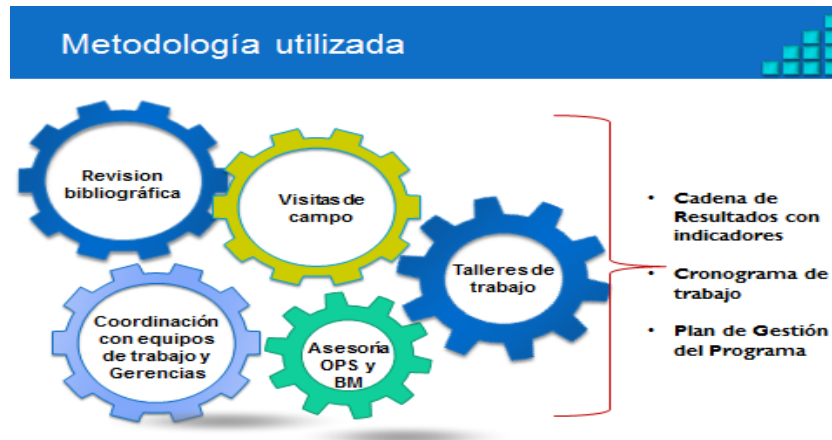 Metodología utilizada
Revision
bibliográfica
Visitas de
campo
Talleres de
trabajo
Coordinación
con equipos
de trabajo y
Gerencias
Asesoría
OPS y
BM
• Cadena de
Resultados con
indicadores
• Cronograma de
trabajo
• Plan de Gestión
del Programa